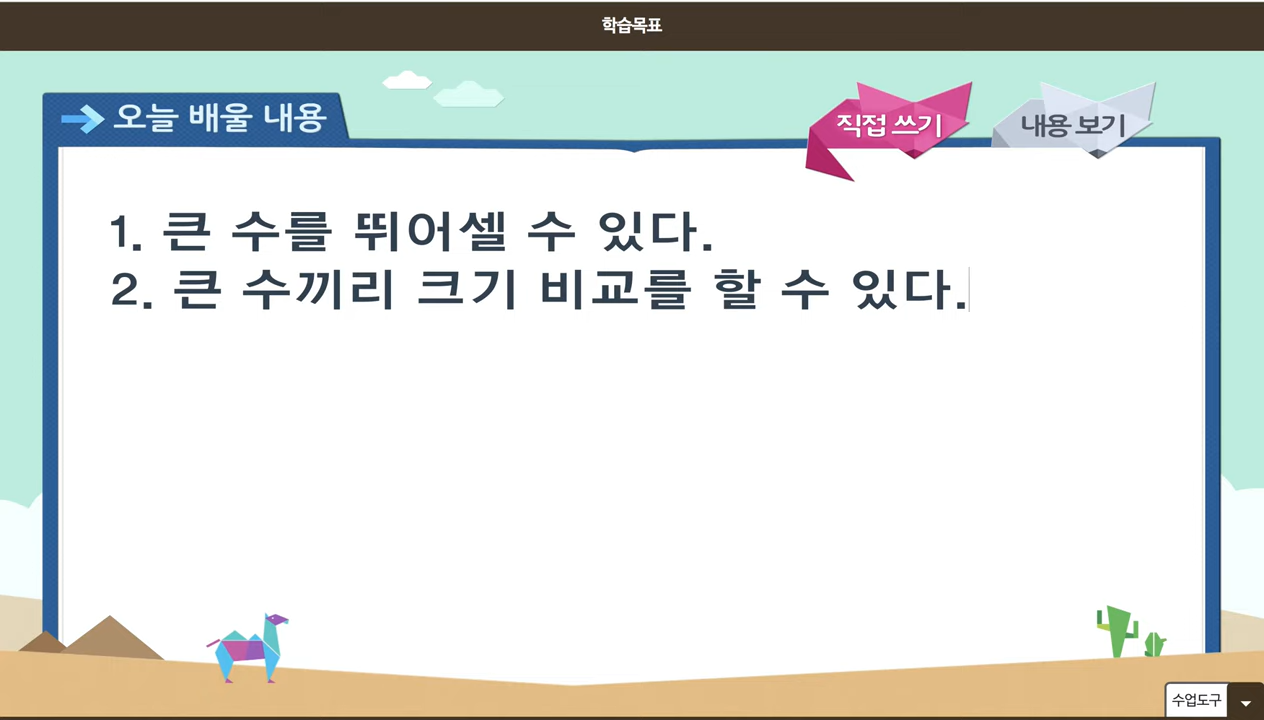 학습목표
오늘 배울 내용
직접 쓰기
내용 보기
1. 큰 수를 뛰어셀 수 있다.
2. 큰 수끼리 크기 비교를 할 수 있다.
수업도구